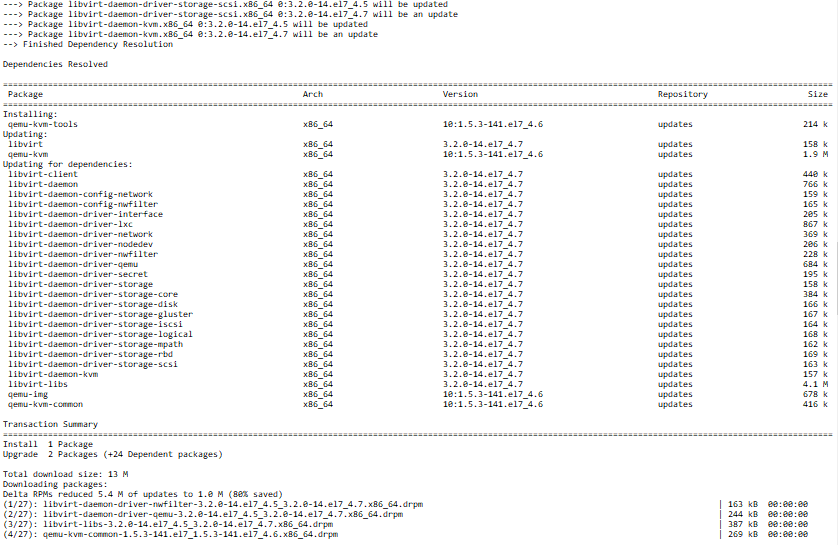 ---> Package libvirt-daemon-driver-storage-scsi.x86_64 0:3.2.0-14.el7_4.5 will be updated
---> Package libvirt-daemon-driver-storage-scsi.x86_64 0:3.2.0-14.el7_4.7 will be an update
---> Package libvirt-daemon-kvm.x86_64 0:3.2.0-14.el7_4.5 will be updated
---> Package libvirt-daemon-kvm.x86_64 0:3.2.0-14.el7_4.7 will be an update
--> Finished Dependency Resolution
Dependencies Resolved
Package Arch Version Repository Size
Installing:
qemu-kvm-tools x86_64 10:1.5.3-141.el7_4.6 updates 214 k
Updating:
libvirt x86_64 3.2.0-14.el7_4.7 updates 158 k
qemu-kvm x86_64 10:1.5.3-141.el7_4.6 updates 1.9 M
Updating for dependencies:
libvirt-client x86_64 3.2.0-14.el7_4.7 updates 440 k
libvirt-daemon x86_64 3.2.0-14.el7_4.7 updates 766 k
libvirt-daemon-config-network x86_64 3.2.0-14.el7_4.7 updates 159 k
libvirt-daemon-config-nwfilter x86_64 3.2.0-14.el7_4.7 updates 165 k
libvirt-daemon-driver-interface x86_64 3.2.0-14.el7_4.7 updates 205 k
libvirt-daemon-driver-lxc x86_64 3.2.0-14.el7_4.7 updates 867 k
libvirt-daemon-driver-network x86_64 3.2.0-14.el7_4.7 updates 369 k
libvirt-daemon-driver-nodedev x86_64 3.2.0-14.el7_4.7 updates 206 k
libvirt-daemon-driver-nwfilter x86_64 3.2.0-14.el7_4.7 updates 228 k
libvirt-daemon-driver-qemu x86_64 3.2.0-14.el7_4.7 updates 684 k
libvirt-daemon-driver-secret x86_64 3.2.0-14.el7_4.7 updates 195 k
libvirt-daemon-driver-storage x86_64 3.2.0-14.el7_4.7 updates 158 k
libvirt-daemon-driver-storage-core x86_64 3.2.0-14.el7_4.7 updates 384 k
libvirt-daemon-driver-storage-disk x86_64 3.2.0-14.el7_4.7 updates 166 k
libvirt-daemon-driver-storage-gluster x86_64 3.2.0-14.el7_4.7 updates 167 k
libvirt-daemon-driver-storage-iscsi x86_64 3.2.0-14.el7_4.7 updates 164 k
libvirt-daemon-driver-storage-logical x86_64 3.2.0-14.el7_4.7 updates 168 k
libvirt-daemon-driver-storage-mpath x86_64 3.2.0-14.el7_4.7 updates 162 k
libvirt-daemon-driver-storage-rbd x86_64 3.2.0-14.el7_4.7 updates 169 k
libvirt-daemon-driver-storage-scsi x86_64 3.2.0-14.el7_4.7 updates 163 k
libvirt-daemon-kvm x86_64 3.2.0-14.el7_4.7 updates 157 k
libvirt-libs x86_64 3.2.0-14.el7_4.7 updates 4.1 M
qemu-img x86_64 10:1.5.3-141.el7_4.6 updates 678 k
qemu-kvm-common x86_64 10:1.5.3-141.el7_4.6 updates 416 k
Transaction Summary
Install 1 Package
Upgrade 2 Packages (+24 Dependent packages)
Total download size: 13 M
Downloading packages:
Delta RPMs reduced 5.4 M of updates to 1.0 M (80% saved)
(1/27): libvirt-daemon-driver-nwfilter-3.2.0-14.el7_4.5_3.2.0-14.el7_4.7.x86_64.drpm | 163 kB 00:00:00
(2/27): libvirt-daemon-driver-qemu-3.2.0-14.el7_4.5_3.2.0-14.el7_4.7.x86_64.drpm | 244 kB 00:00:00
(3/27): libvirt-libs-3.2.0-14.el7_4.5_3.2.0-14.el7_4.7.x86_64.drpm | 387 kB 00:00:00
(4/27): qemu-kvm-common-1.5.3-141.el7_1.5.3-141.el7_4.6.x86_64.drpm | 269 kB 00:00:00